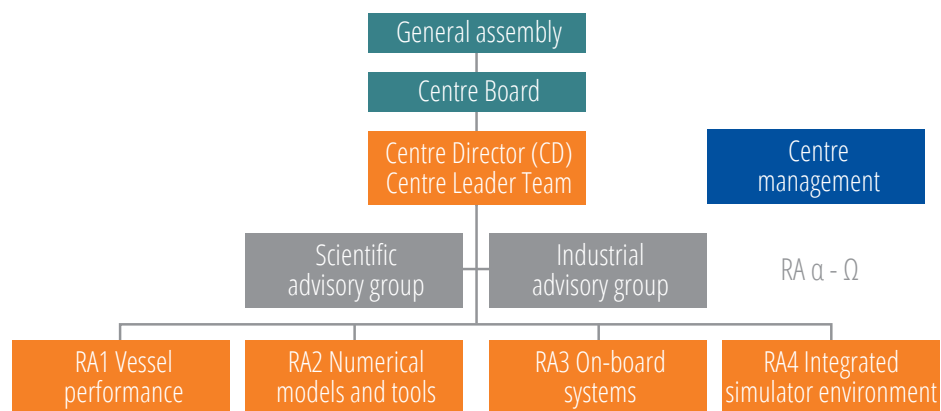 General assembly
Centre Board
Centre Director (CD)
Centre Leader Team
Centre
management
Scientific
advisory group
Industrial
advisory group
RA α - Ω
RA1 Vessel
performance
RA2 Numerical
models and tools
RA3 On-board
systems
RA4 Integrated
simulator environment